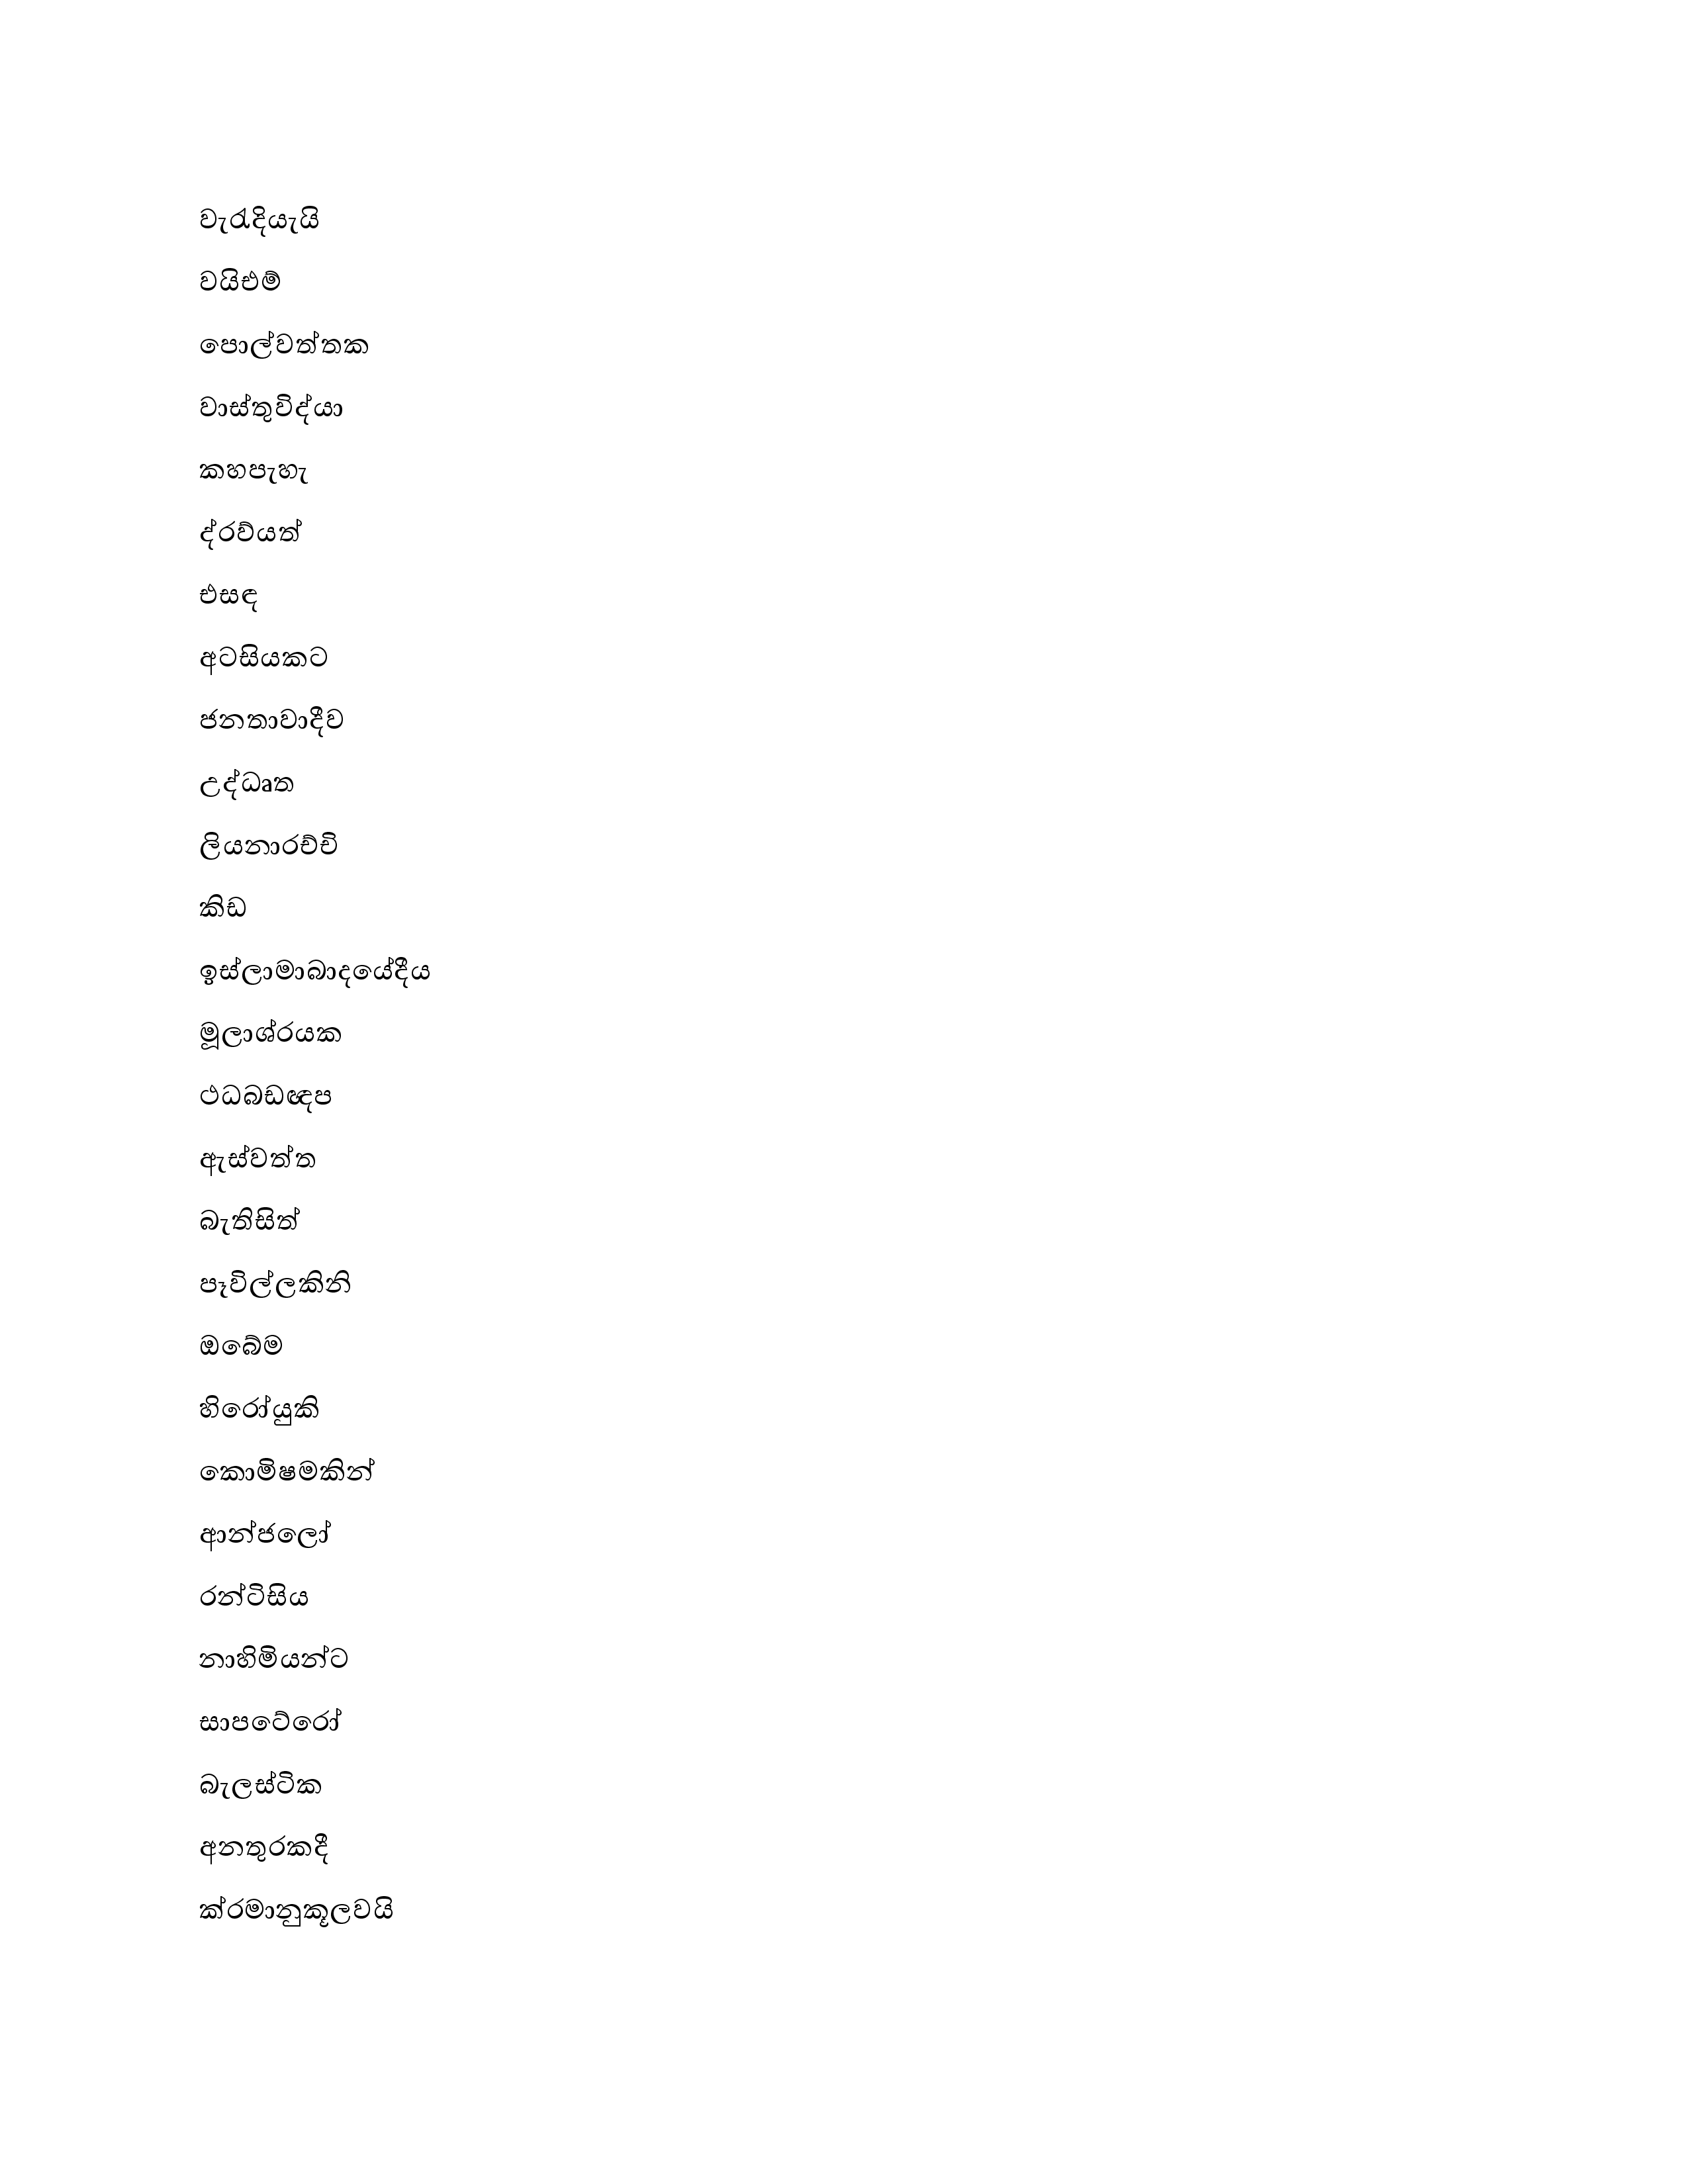 වැරැදියැයි
වයිඑම්
පොල්වත්තක
වාස්තුවිද්යා
කහපැහැ
ද්රව්යත්
එසඳ
අටසියකට
ජනතාවාදීව
උද්ධෘත
ලියනාරච්චි
කිඩ
ඉස්ලාමාබාදයේදීය
මූලාශ්රයක
ථධබඩඥප
ඇස්වත්ත
බැතිසිත්
පෑවිල්ලකිනි
ඔබේම
හිරෝයුකි
කොමිෂමකින්
ආන්ජලෝ
රන්ටිසිය
නාහිමියන්ට
සාපටේරෝ
බැලස්ටික
අනතුරකදී
ක්රමානුකූලවයි